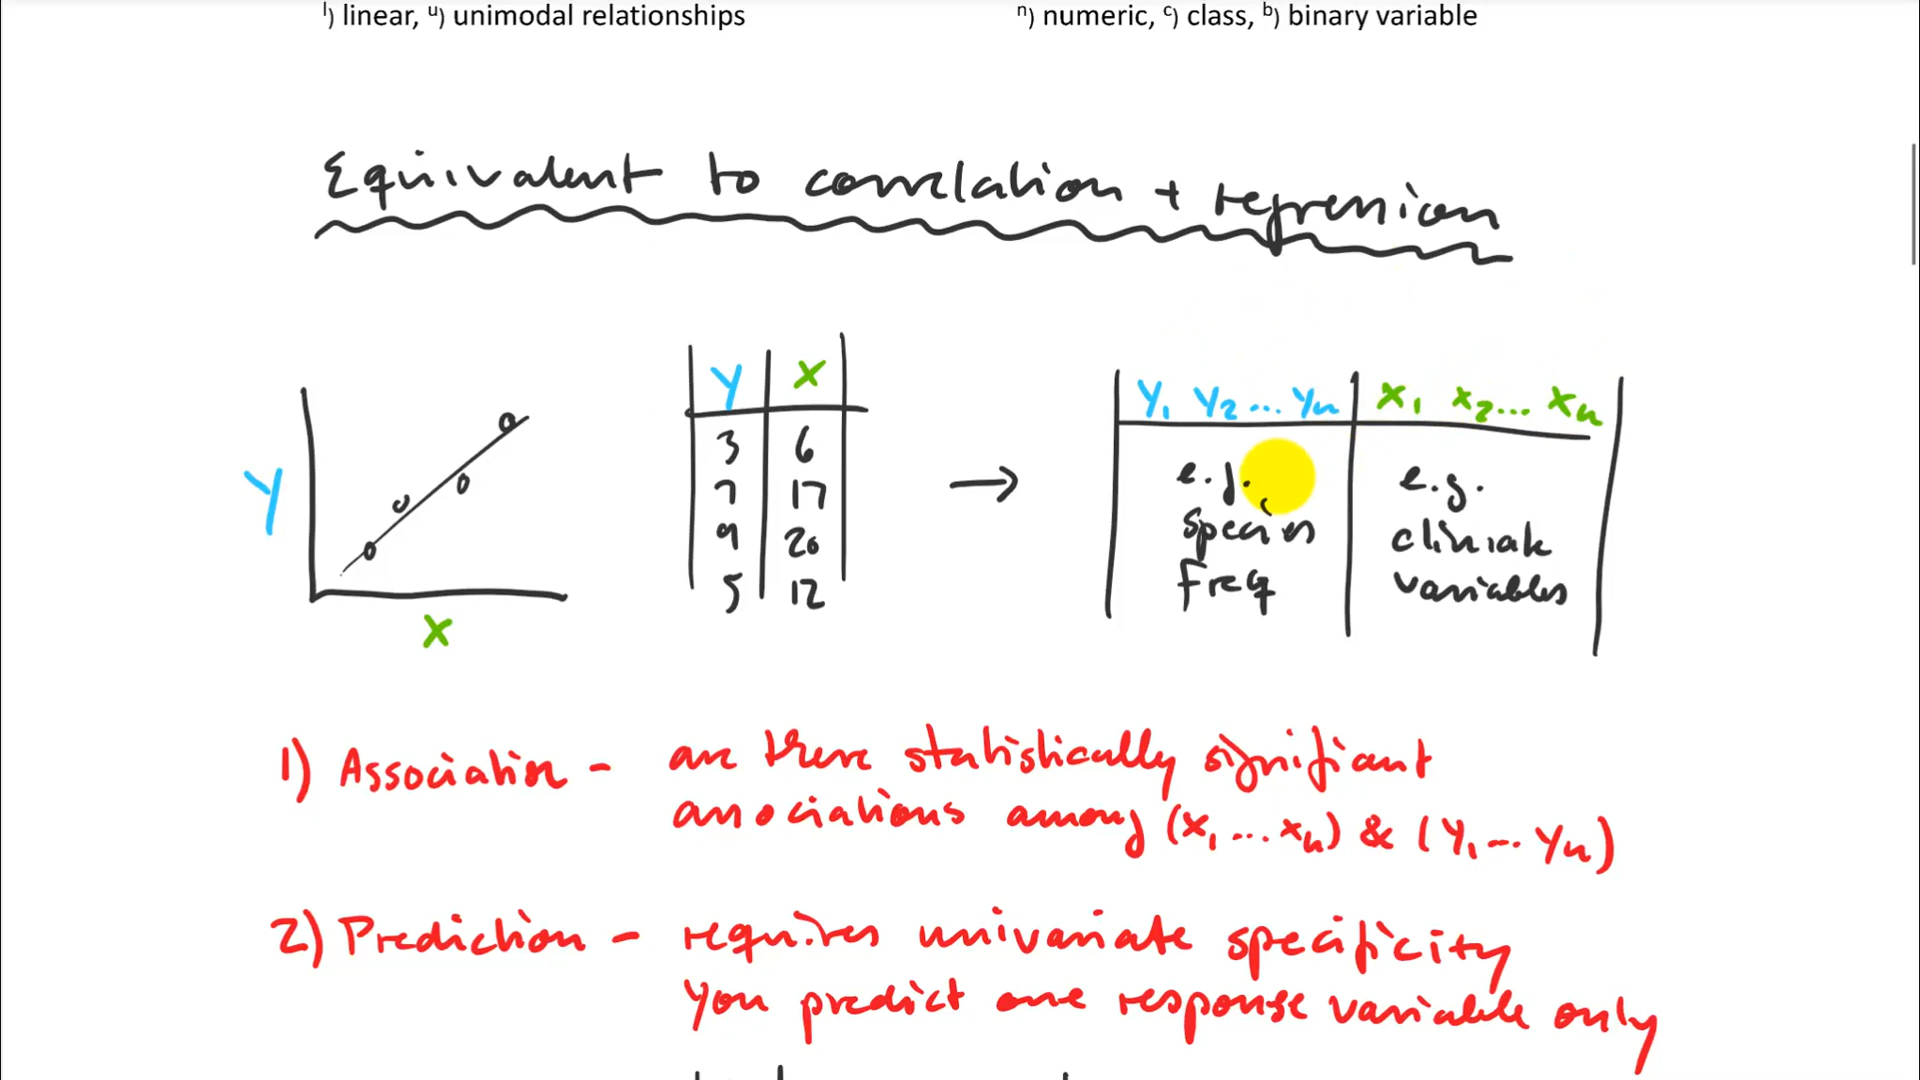 l) linear, u) unimodal relationships
n) numeric, c) class, b) binary variable
Equivalent to correlation + regression
Y
X
Y X
3 6
7 17
9 20
5 12
→
Y1 Y2 ... Yn X1 X2 ... Xn
e.g. e.g.
species climate
freq variables
1) Association - are there statistically significant
associations among (X1 ... Xn) & (Y1 ... Yn)
2) Prediction - requires univariate specificity
You predict one response variable only